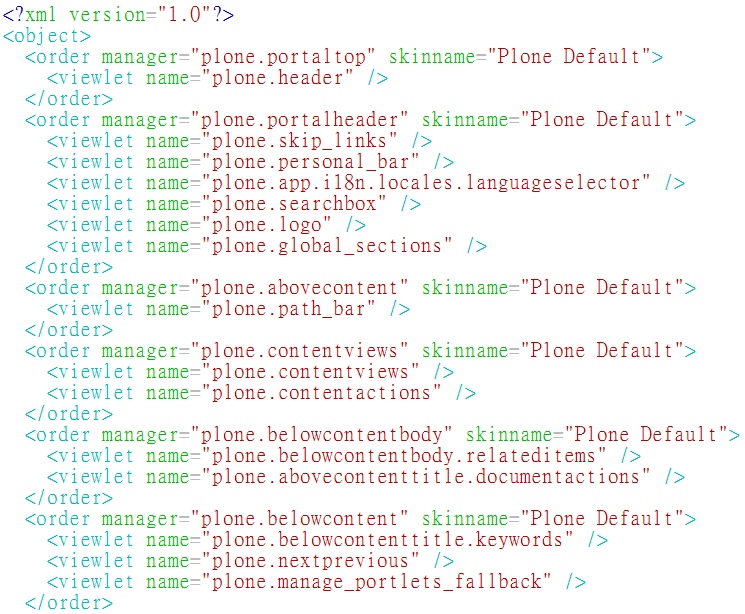 <?xml version="1.0"?>
<object>
  <order manager="plone.portaltop" skinname="Plone Default">
    <viewlet name="plone.header" />
  </order>
  <order manager="plone.portalheader" skinname="Plone Default">
    <viewlet name="plone.skip_links" />
    <viewlet name="plone.personal_bar" />
    <viewlet name="plone.app.i18n.locales.languageselector" />
    <viewlet name="plone.searchbox" />
    <viewlet name="plone.logo" />
    <viewlet name="plone.global_sections" />
  </order>
  <order manager="plone.abovecontent" skinname="Plone Default">
    <viewlet name="plone.path_bar" />
  </order>
  <order manager="plone.contentviews" skinname="Plone Default">
    <viewlet name="plone.contentviews" />
    <viewlet name="plone.contentactions" />
  </order>
  <order manager="plone.belowcontentbody" skinname="Plone Default">
    <viewlet name="plone.belowcontentbody.relateditems" />
    <viewlet name="plone.abovecontenttitle.documentactions" />
  </order>
  <order manager="plone.belowcontent" skinname="Plone Default">
    <viewlet name="plone.belowcontenttitle.keywords" />
    <viewlet name="plone.nextprevious" />
    <viewlet name="plone.manage_portlets_fallback" />
  </order>